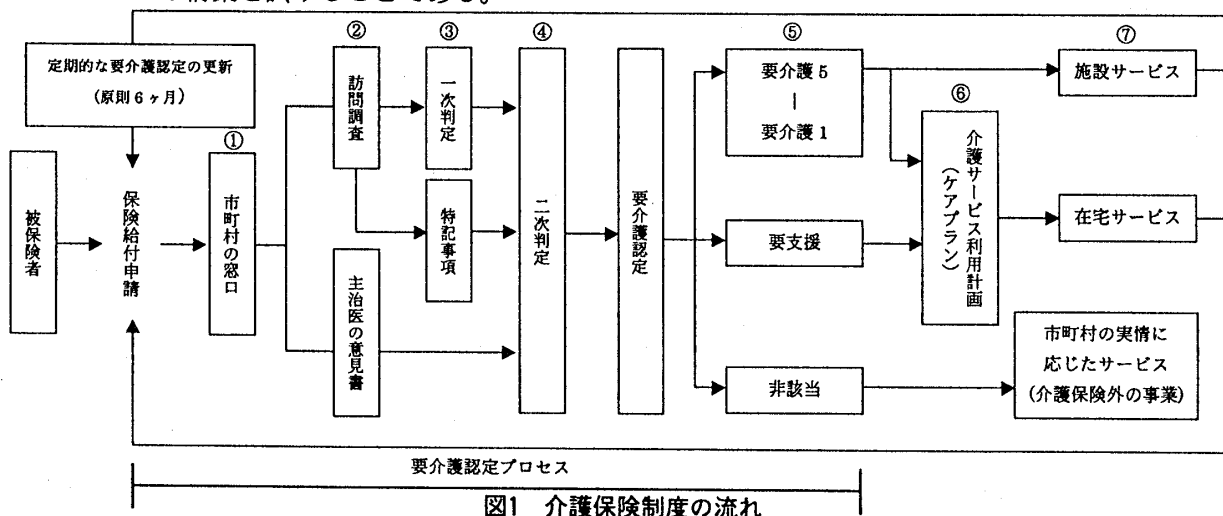 定期的な要介護認定の更新
(原則6ヶ月)
被保険者
保険給付申請
①
市町村の窓口
②
訪問調査
主治医の意見書
③
一次判定
特記事項
④
二次判定
要介護認定
⑤
要介護5
|
要介護1
要支援
非該当
⑥
介護サービス利用計画
(ケアプラン)
⑦
施設サービス
在宅サービス
市町村の実情に
応じたサービス
(介護保険外の事業)
要介護認定プロセス
図1 介護保険制度の流れ